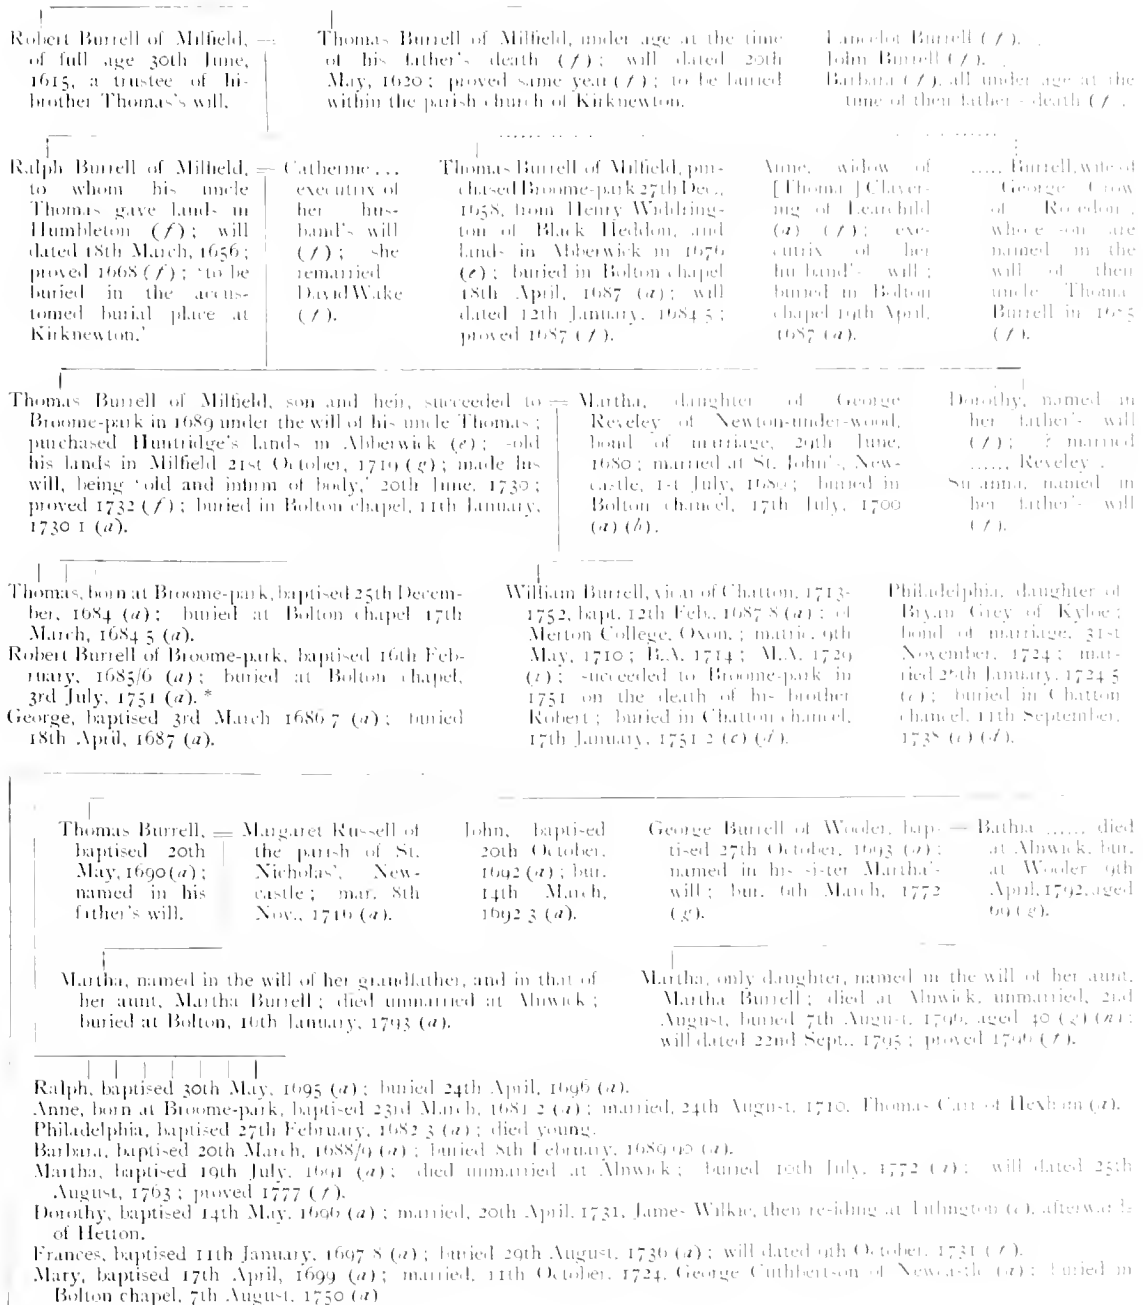 Robert Burrell of Milfield,
of full age 30th June,
1615, a trustee of his
brother Thomas's will.
=
Thomas Burrell of Milfield, under age at the time
of his father's death (f); will dated 20th
May, 1620; proved same year (f); to be buried
within the parish church of Kirknewton.
Lancelot Burrell (f).
John Burrell (f).
Barbara (f), all under age at the
time of their father's death (f).
Ralph Burrell of Milfield,
to whom his uncle
Thomas gave lands in
Humbleton (f); will
dated 18th March, 1656;
proved 1668 (f); 'to be
buried in the accus-
tomed burial place at
Kirknewton.'
=
Catherine ...
executrix of
her hus-
band's will
(f); she
remarried
David Wake
(f).
Thomas Burrell of Milfield, pur-
chased Broome-park 27th Dec.,
1658, from Henry Widdring-
ton of Black Heddon, and
lands in Abberwick in 1676
(e); buried in Bolton chapel
18th April, 1687 (a); will
dated 12th January, 1684/5;
proved 1687 (f).
Anne, widow of
[Thomas] Claver-
ing of Learchild
(a) (f); exe-
cutrix of her
husband's will;
buried in Bolton
chapel 19th April,
1687 (a).
....., Burrell, wife of
George Crow
of
whose sons are
named in the
will of their
uncle Thomas
Burrell in
(f).
Thomas Burrell of Milfield, son and heir, succeeded to
Broome-park in 1689 under the will of his uncle Thomas;
purchased Huntridge's lands in Abberwick (e); sold
his lands in Milfield 21st October, 1719 (g); made his
will, being 'old and infirm of body,' 20th June, 1730;
proved 1732 (f); buried in Bolton chapel, 11th January,
1730/1 (a).
=
Martha, daughter of George
Reveley of Newton-under-wood,
bond of marriage, 29th June,
1680; married at St. John's, New-
castle, 1st July, 1680; buried in
Bolton chancel, 17th July, 1700
(a) (b).
Dorothy, named in
her father's will
(f); ? married
....., Reveley.
Susanna, named in
her father's will
(f).
Thomas, born at Broome-park, baptised 25th Decem-
ber, 1684 (a); buried at Bolton chapel 17th
March, 1684/5 (a).
Robert Burrell of Broome-park, baptised 16th Feb-
ruary, 1685/6 (a); buried at Bolton chapel,
3rd July, 1751 (a).*
George, baptised 3rd March 1686/7 (a); buried
18th April, 1687 (a).
William Burrell, vicar of Chatton, 1713-
1752, bapt. 12th Feb., 1687/8 (a); of
Merton College, Oxon.; matric. 9th
May, 1710; B.A. 1714; M.A. 1729
(i); succeeded to Broome-park in
1751 on the death of his brother
Robert; buried in Chatton chancel,
17th January, 1751/2 (c) (d).
Philadelphia, daughter of
Bryan Grey of Kyloe;
bond of marriage, 31st
November, 1724; mar-
ried 28th January, 1724/5
(c); buried in Chatton
chancel, 11th September,
1738 (c) (d).
Thomas Burrell,
baptised 20th
May, 1690 (a);
named in his
father's will.
=
Margaret Russell of
the parish of St.
Nicholas', New-
castle; mar. 8th
Nov., 1716 (a).
John, baptised
20th October,
1692 (a); bur.
14th March,
1692/3 (a).
George Burrell of Wooler, bap-
tised 27th October, 1693 (a);
named in his sister Martha's
will; bur. 6th March, 1772
(g).
=
Bathia ......, died
at Alnwick, bur.
at Wooler 9th
April, 1792, aged
69 (g).
Martha, named in the will of her grandfather, and in that of
her aunt, Martha Burrell; died unmarried at Alnwick;
buried at Bolton, 16th January, 1793 (a).
Martha, only daughter, named in the will of her aunt,
Martha Burrell; died at Alnwick, unmarried, 2nd
August, buried 7th August, 1796, aged 40 (g) (m);
will dated 22nd Sept., 1795; proved 1796 (f).
Ralph, baptised 30th May, 1695 (a); buried 24th April, 1696 (a).
Anne, born at Broome-park, baptised 23rd March, 1681/2 (a); married, 24th August, 1710, Thomas Carr of Hexham (a).
Philadelphia, baptised 27th February, 1682/3 (a); died young.
Barbara, baptised 20th March, 1688/9 (a); buried 8th February, 1689/90 (a).
Martha, baptised 19th July, 1691 (a); died unmarried at Alnwick; buried 10th July, 1772 (a); will dated 25th
August, 1763; proved 1777 (f).
Dorothy, baptised 14th May, 1696 (a); married, 20th April, 1731, James Wilkie, then residing at (c), afterwards
of Hetton.
Frances, baptised 11th January, 1697/8 (a); buried 29th August, 1736 (a); will dated 9th October, 1731 (f).
Mary, baptised 17th April, 1699 (a); married, 11th October, 1724, George Cuthbertson of Newcastle (a); buried in
Bolton chapel, 7th August, 1750 (a)